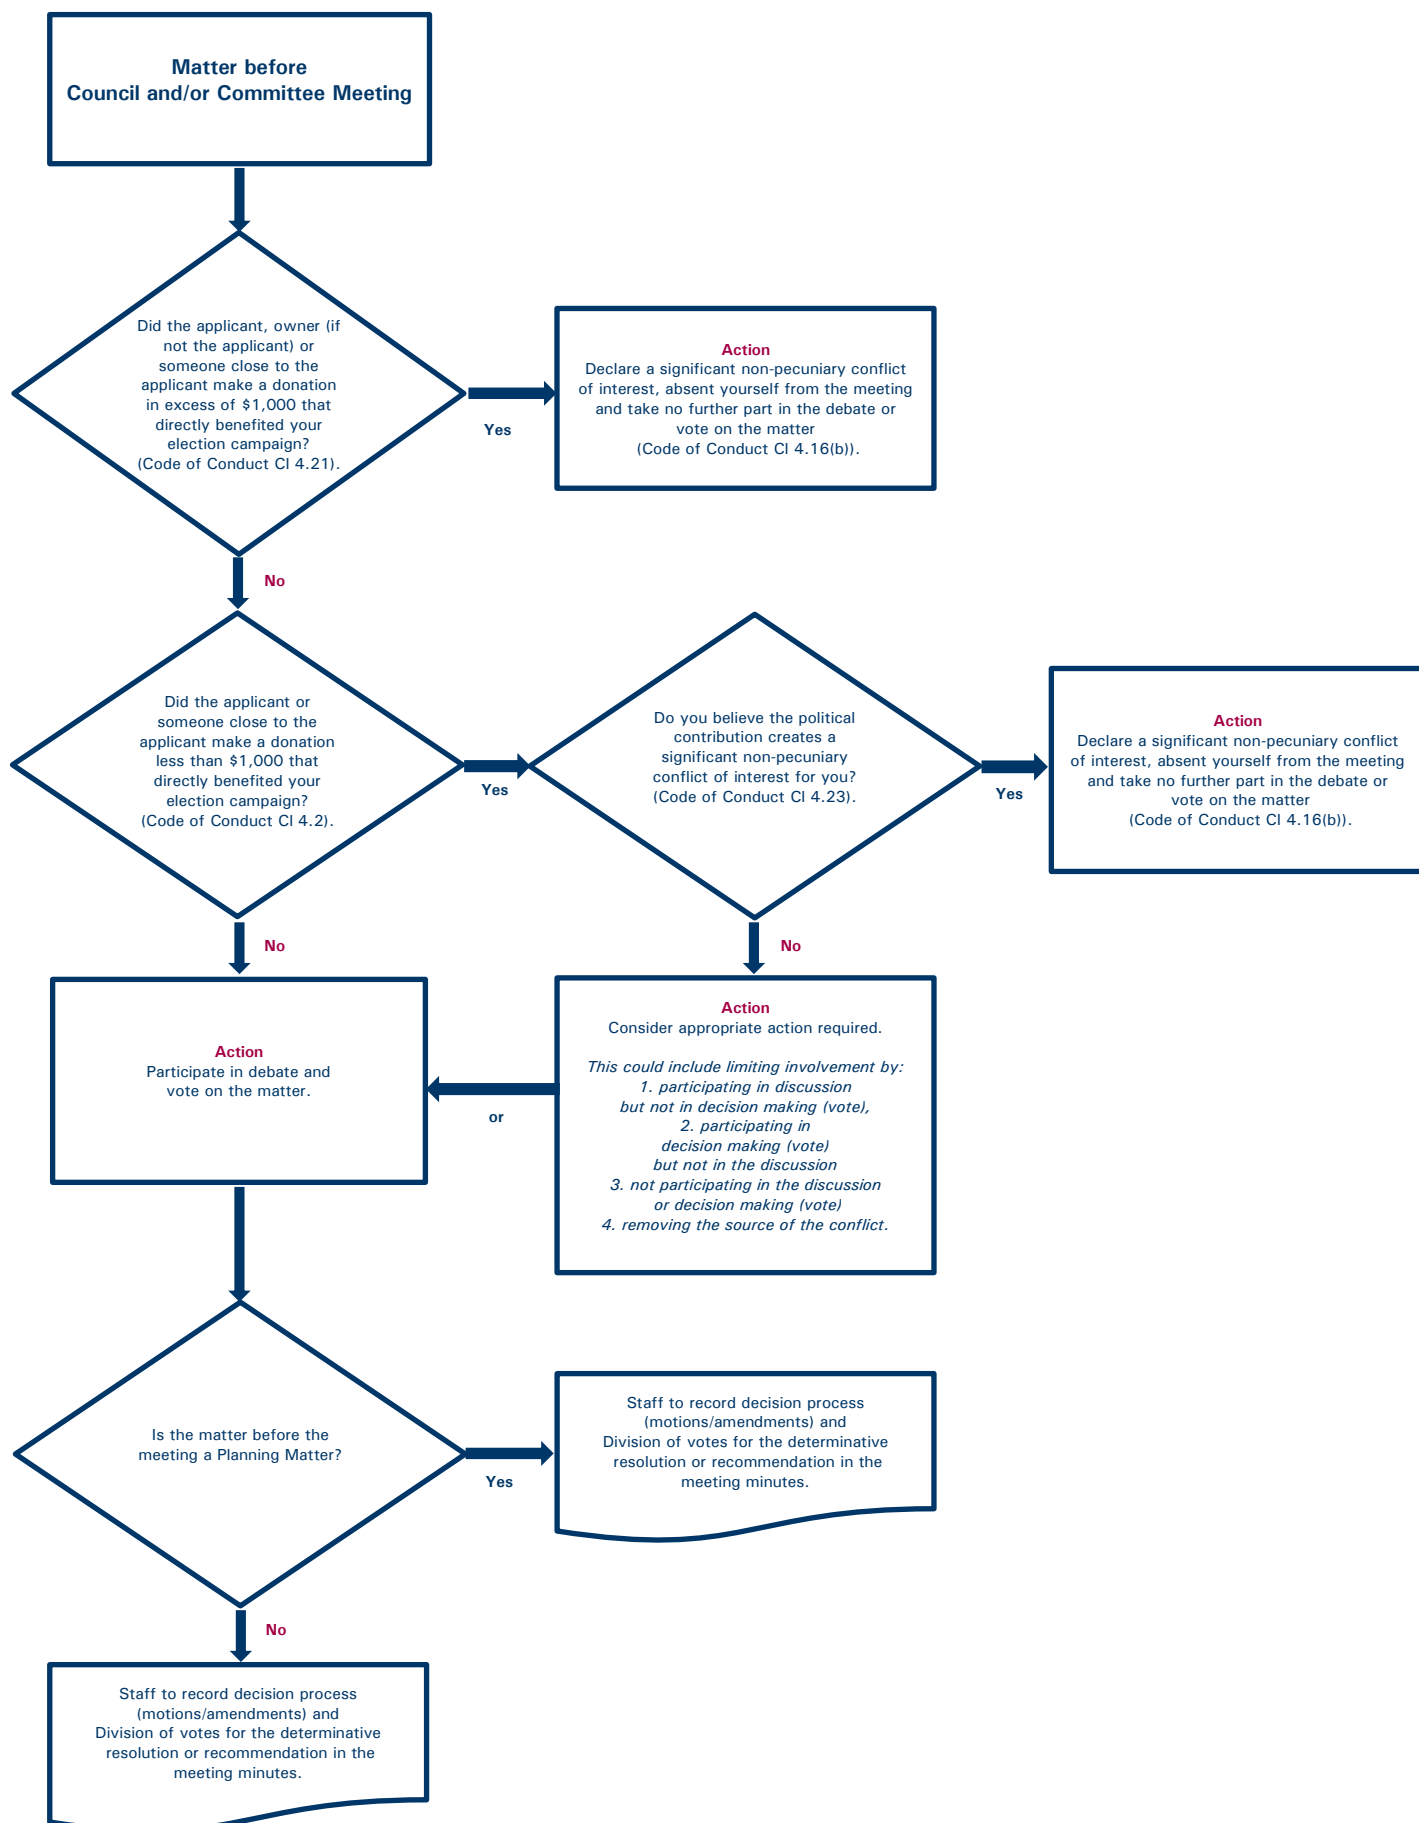 Matter before
Council and/or Committee Meeting
Did the applicant, owner (if
not the applicant) or
someone close to the
applicant make a donation
in excess of $1,000 that
directly benefited your
election campaign?
(Code of Conduct Cl 4.21).
Yes
Action
Declare a significant non-pecuniary conflict
of interest, absent yourself from the meeting
and take no further part in the debate or
vote on the matter
(Code of Conduct Cl 4.16(b)).
No
Did the applicant or
someone close to the
applicant make a donation
less than $1,000 that
directly benefited your
election campaign?
(Code of Conduct Cl 4.2).
Yes
Do you believe the political
contribution creates a
significant non-pecuniary
conflict of interest for you?
(Code of Conduct Cl 4.23).
Yes
Action
Declare a significant non-pecuniary conflict
of interest, absent yourself from the meeting
and take no further part in the debate or
vote on the matter
(Code of Conduct Cl 4.16(b)).
No
No
Action
Participate in debate and
vote on the matter.
or
Action
Consider appropriate action required.
This could include limiting involvement by:
1. participating in discussion
but not in decision making (vote),
2. participating in
decision making (vote)
but not in the discussion
3. not participating in the discussion
or decision making (vote)
4. removing the source of the conflict.
Is the matter before the
meeting a Planning Matter?
Yes
Staff to record decision process
(motions/amendments) and
Division of votes for the determinative
resolution or recommendation in the
meeting minutes.
No
Staff to record decision process
(motions/amendments) and
Division of votes for the determinative
resolution or recommendation in the
meeting minutes.